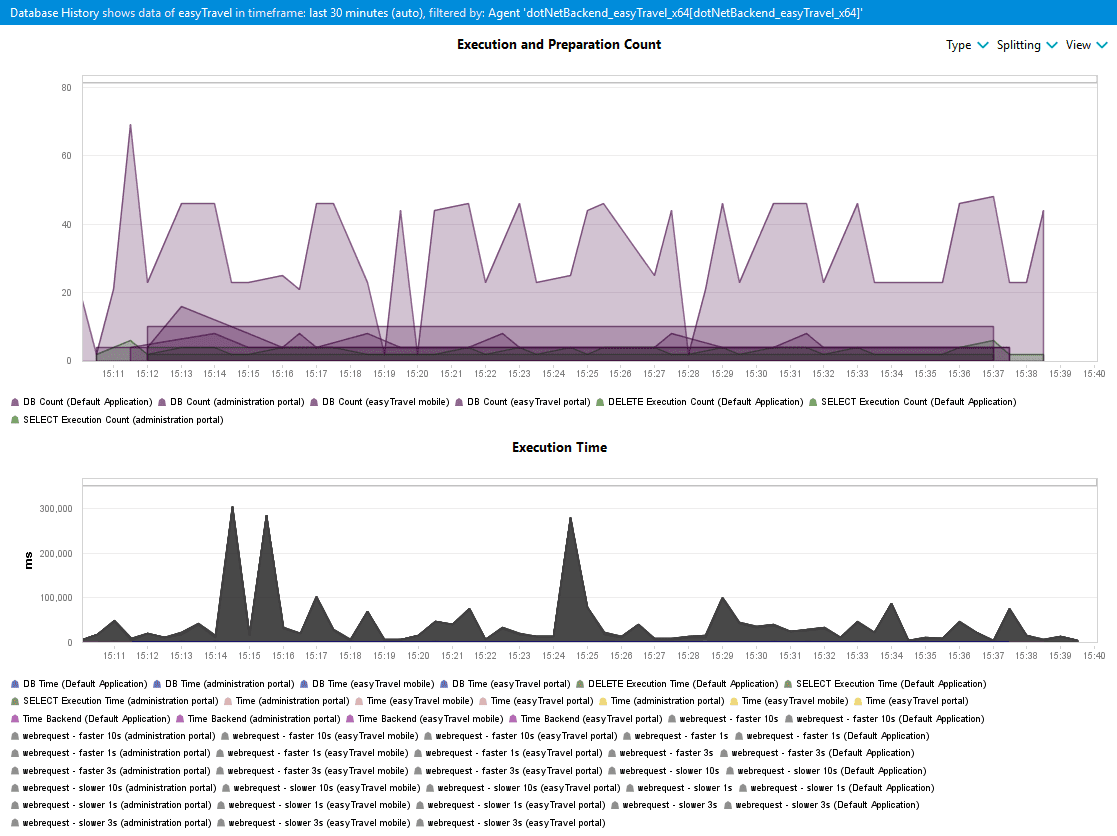 Database History shows data of easyTravel in timeframe: last 30 minutes (auto), filtered by: Agent 'dotNetBackend_easyTravel_x64[dotNetBackend_easyTravel_x64]'
Execution and Preparation Count
Type Splitting View
80
60
40
20
0
15:11 15:12 15:13 15:14 15:15 15:16 15:17 15:18 15:19 15:20 15:21 15:22 15:23 15:24 15:25 15:26 15:27 15:28 15:29 15:30 15:31 15:32 15:33 15:34 15:35 15:36 15:37 15:38 15:39 15:40
DB Count (Default Application) DB Count (administration portal) DB Count (easyTravel mobile) DB Count (easyTravel portal) DELETE Execution Count (Default Application) SELECT Execution Count (Default Application)
SELECT Execution Count (administration portal)
Execution Time
ms
300,000
200,000
100,000
0
15:11 15:12 15:13 15:14 15:15 15:16 15:17 15:18 15:19 15:20 15:21 15:22 15:23 15:24 15:25 15:26 15:27 15:28 15:29 15:30 15:31 15:32 15:33 15:34 15:35 15:36 15:37 15:38 15:39 15:40
DB Time (Default Application) DB Time (administration portal) DB Time (easyTravel mobile) DB Time (easyTravel portal) DELETE Execution Time (Default Application) SELECT Execution Time (Default Application)
SELECT Execution Time (administration portal) Time (administration portal) Time (easyTravel mobile) Time (easyTravel portal) Time (administration portal) Time (easyTravel mobile) Time (easyTravel portal)
Time Backend (Default Application) Time Backend (administration portal) Time Backend (easyTravel mobile) Time Backend (easyTravel portal) webrequest - faster 10s webrequest - faster 10s (Default Application)
webrequest - faster 10s (administration portal) webrequest - faster 10s (easyTravel mobile) webrequest - faster 10s (easyTravel portal) webrequest - faster 1s webrequest - faster 1s (Default Application)
webrequest - faster 1s (administration portal) webrequest - faster 1s (easyTravel mobile) webrequest - faster 1s (easyTravel portal) webrequest - faster 3s webrequest - faster 3s (Default Application)
webrequest - faster 3s (administration portal) webrequest - faster 3s (easyTravel mobile) webrequest - faster 3s (easyTravel portal) webrequest - slower 10s webrequest - slower 10s (Default Application)
webrequest - slower 10s (administration portal) webrequest - slower 10s (easyTravel mobile) webrequest - slower 10s (easyTravel portal) webrequest - slower 1s webrequest - slower 1s (Default Application)
webrequest - slower 1s (administration portal) webrequest - slower 1s (easyTravel mobile) webrequest - slower 1s (easyTravel portal) webrequest - slower 3s webrequest - slower 3s (Default Application)
webrequest - slower 3s (administration portal) webrequest - slower 3s (easyTravel mobile) webrequest - slower 3s (easyTravel portal)